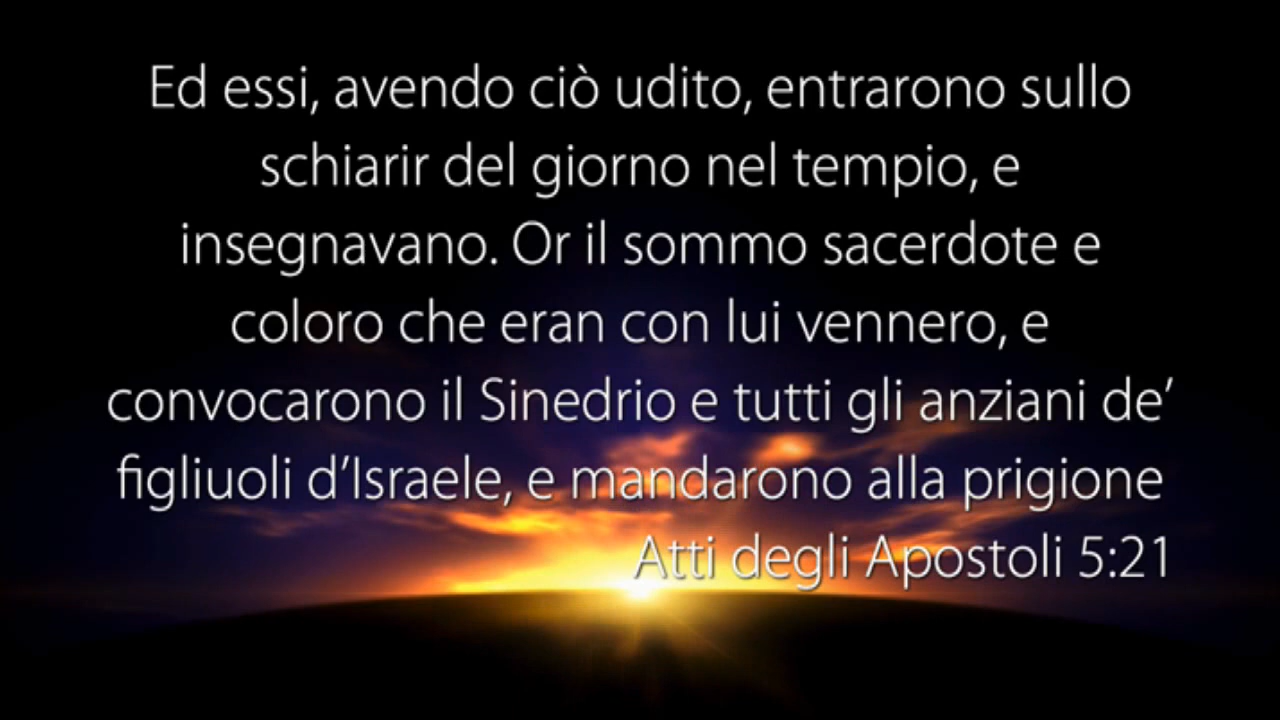 Ed essi, avendo ciò udito, entrarono sullo
schiarir del giorno nel tempio, e
insegnavano. Or il sommo sacerdote e
coloro che eran con lui vennero, e
convocarono il Sinedrio e tutti gli anziani de’
figliuoli d’Israele, e mandarono alla prigione
Atti degli Apostoli 5:21